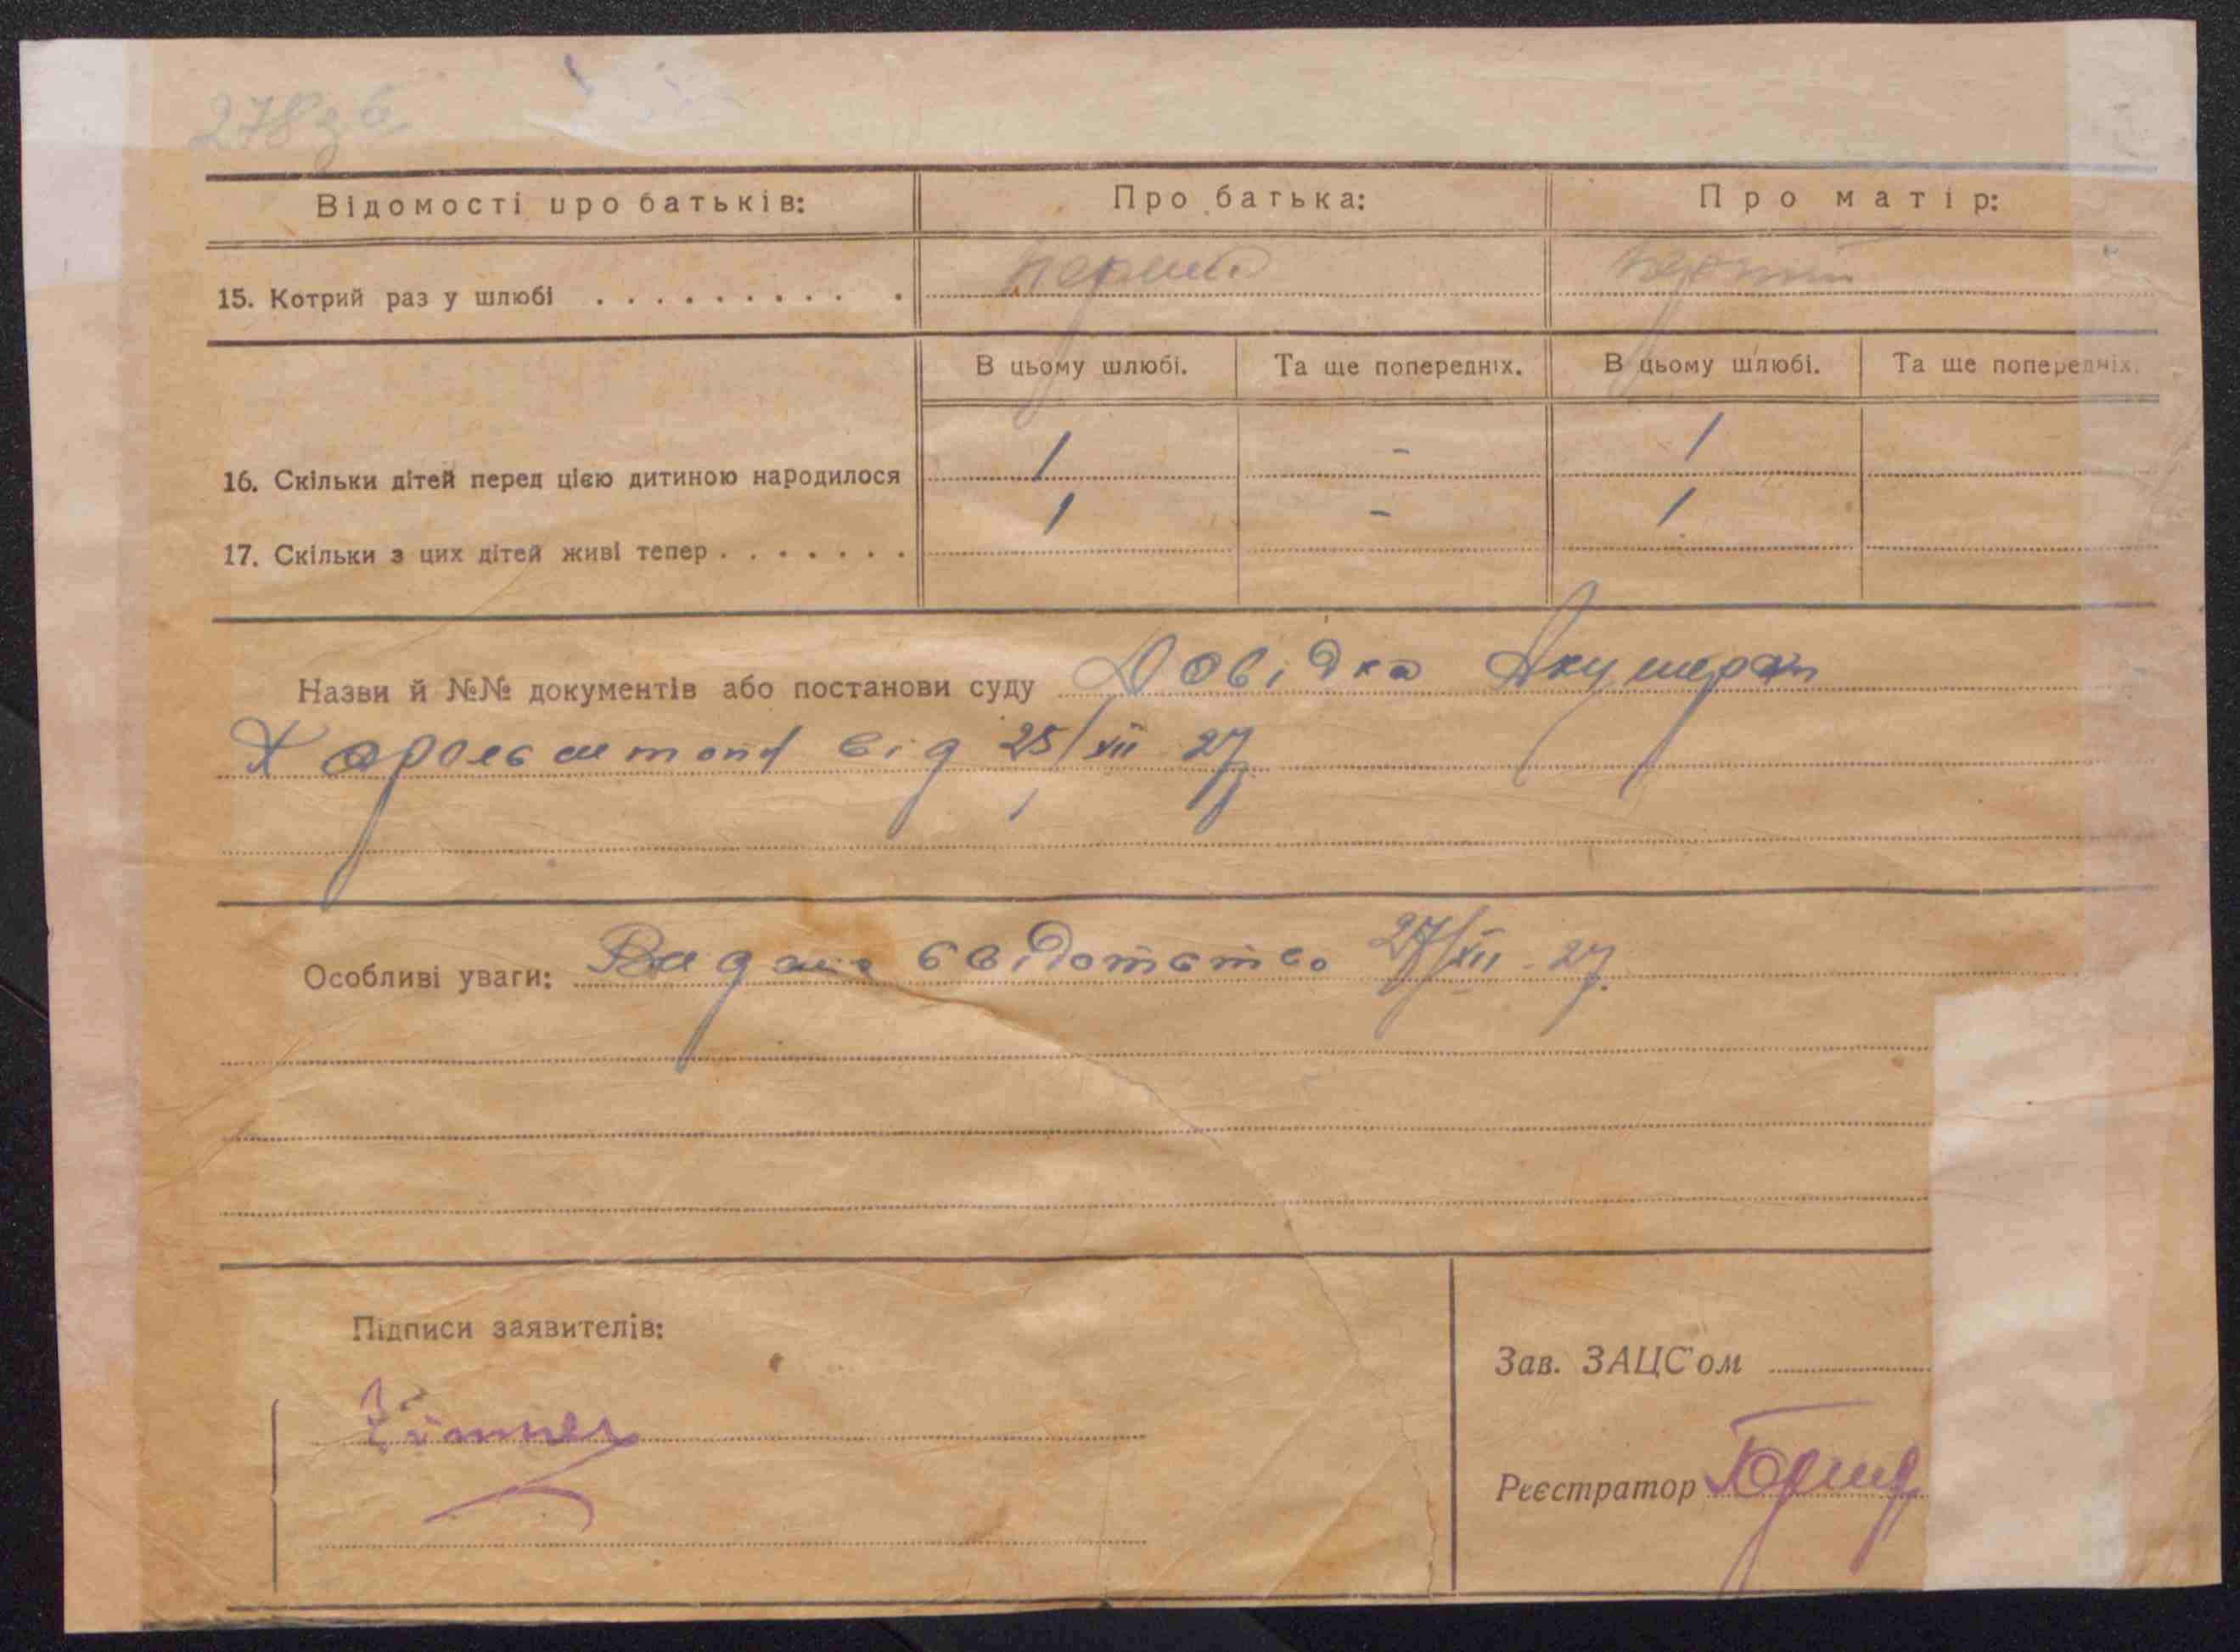 278зв
Відомості про батьків: Про батька: Про матір:
15. Котрий раз у шлюбі . . . . . . . . . . перший перший
В цьому шлюбі. Та ще попередніх. В цьому шлюбі. Та ще попередніх.
16. Скільки дітей перед цією дитиною народилося 1 - 1
17. Скільки з цих дітей живі тепер . . . . . . . 1 - 1
Назви й №№ документів або постанови суду Довідка Акушерки
від 25/XII 27
Особливі уваги: Видано свідотство 27/XII - 27.
Підписи заявителів:
Зав. ЗАЦС'ом
Реєстратор